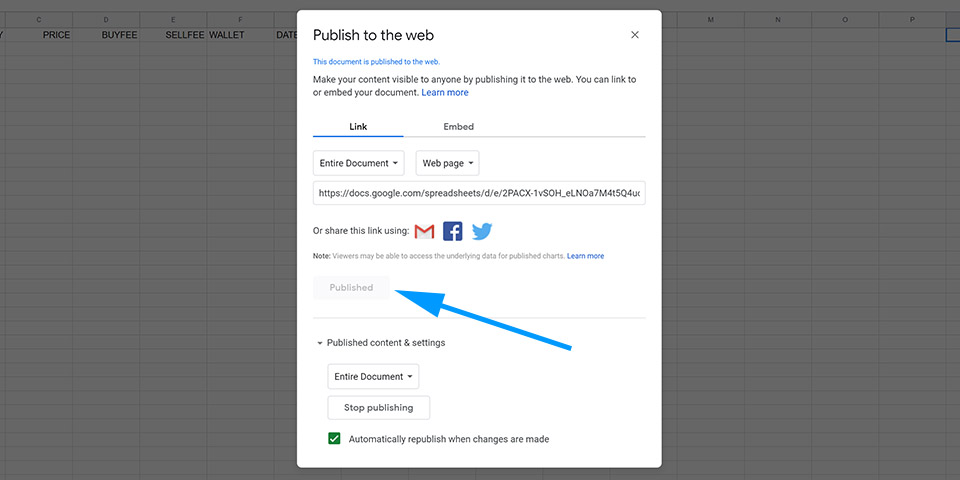 C D E F M N O P
Y PRICE BUYFEE SELLFEE WALLET DATE
Publish to the web
This document is published to the web.
Make your content visible to anyone by publishing it to the web. You can link to
or embed your document. Learn more
Link Embed
Entire Document Web page
https://docs.google.com/spreadsheets/d/e/2PACX-1vSOH_eLNOa7M4t5Q4uc
Or share this link using:
Note: Viewers may be able to access the underlying data for published charts. Learn more
Published
Published content & settings
Entire Document
Stop publishing
Automatically republish when changes are made